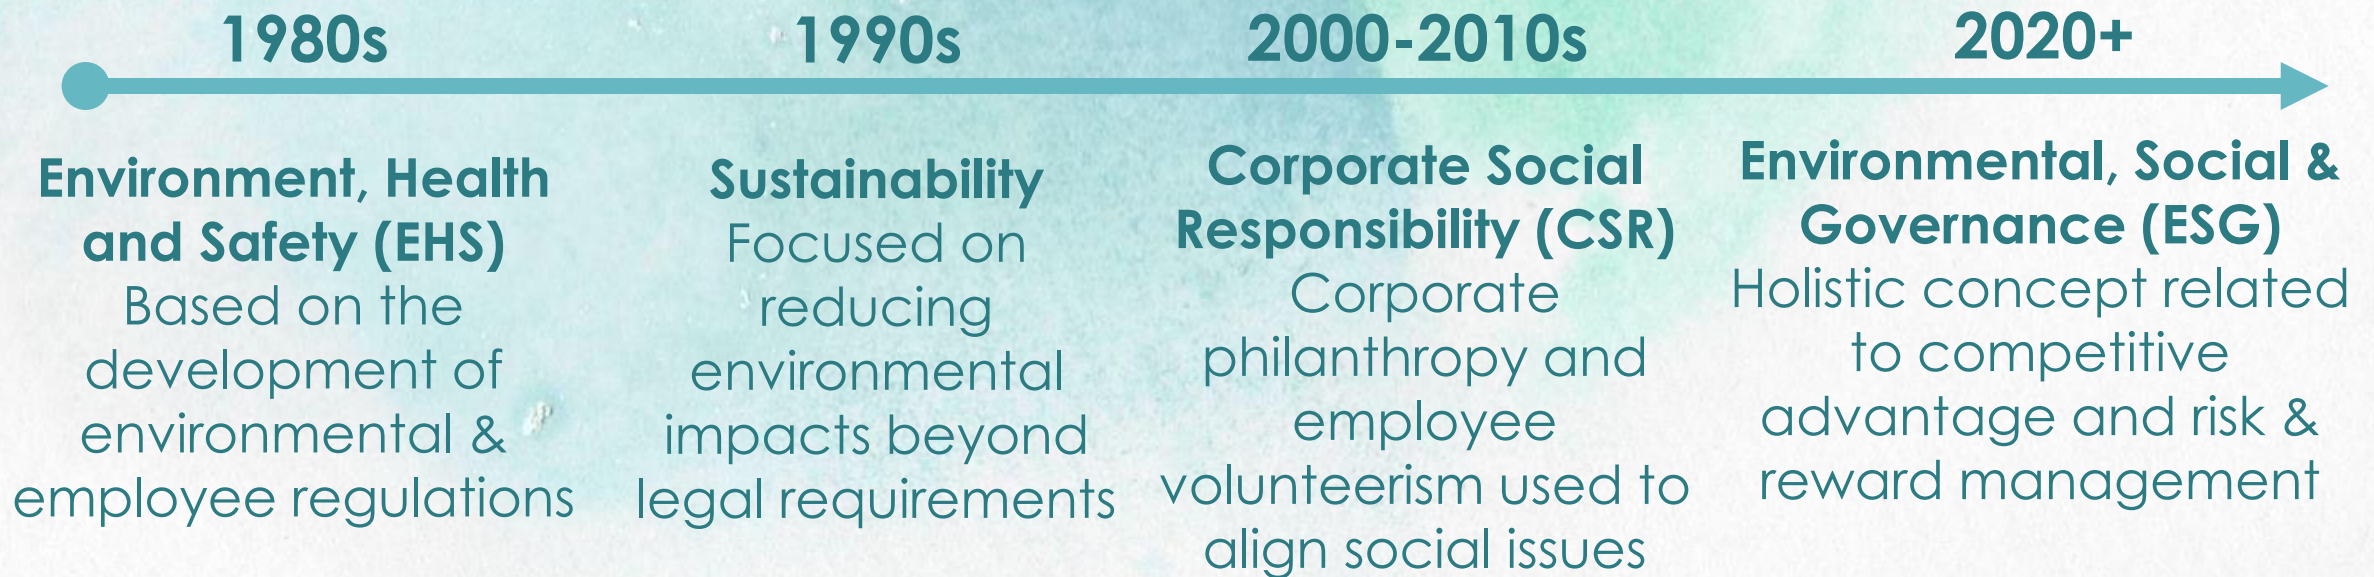 1980s
Environment, Health
and Safety (EHS)
Based on the
development of
environmental &
employee regulations
1990s
Sustainability
Focused on
reducing
environmental
impacts beyond
legal requirements
2000-2010s
Corporate Social
Responsibility (CSR)
Corporate
philanthropy and
employee
volunteerism used to
align social issues
2020+
Environmental, Social &
Governance (ESG)
Holistic concept related
to competitive
advantage and risk &
reward management